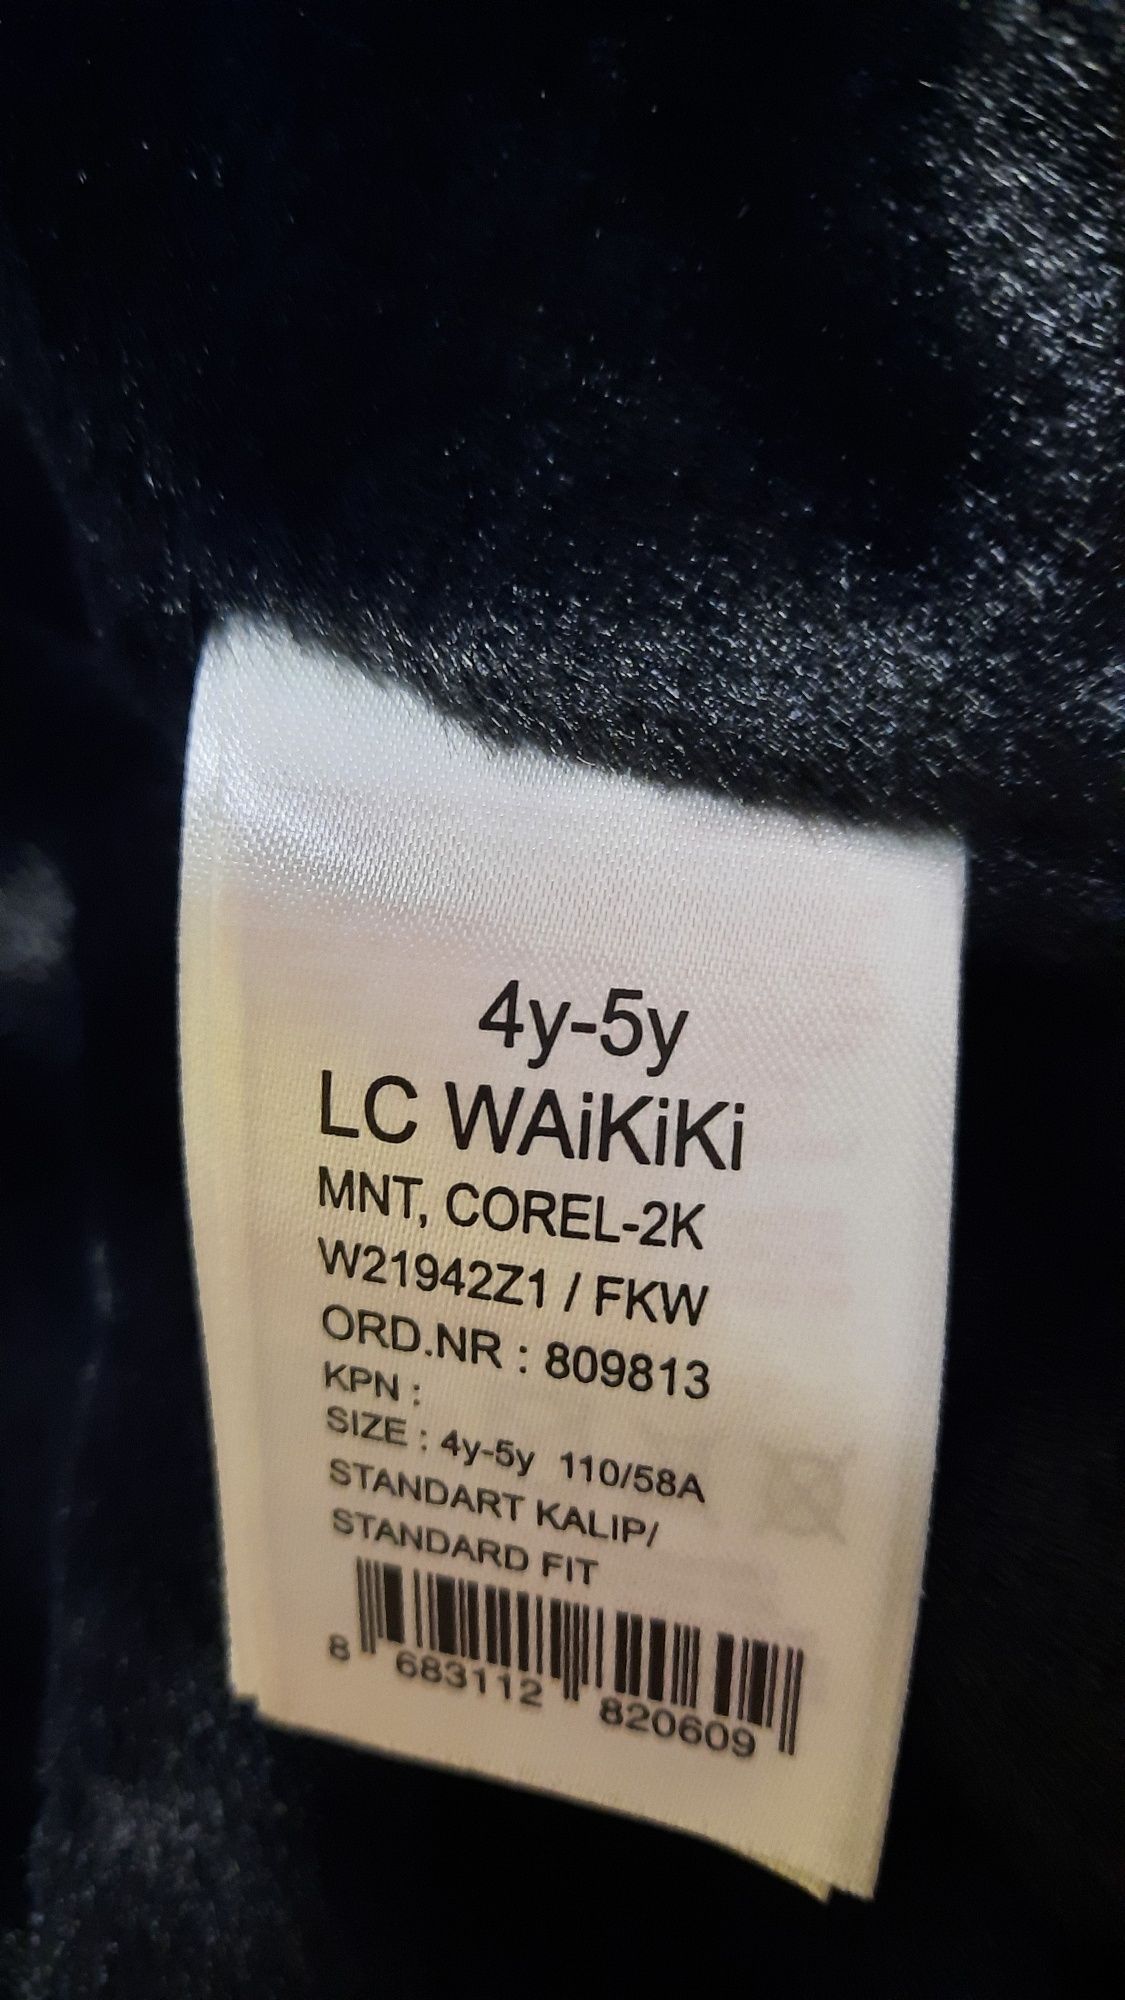 4y-5y
LC WAiKiKi
MNT, COREL-2K
W21942Z1 / FKW
ORD.NR : 809813
KPN :
SIZE : 4y-5y 110/58A
STANDART KALIP/
STANDARD FIT
8 683112 820609